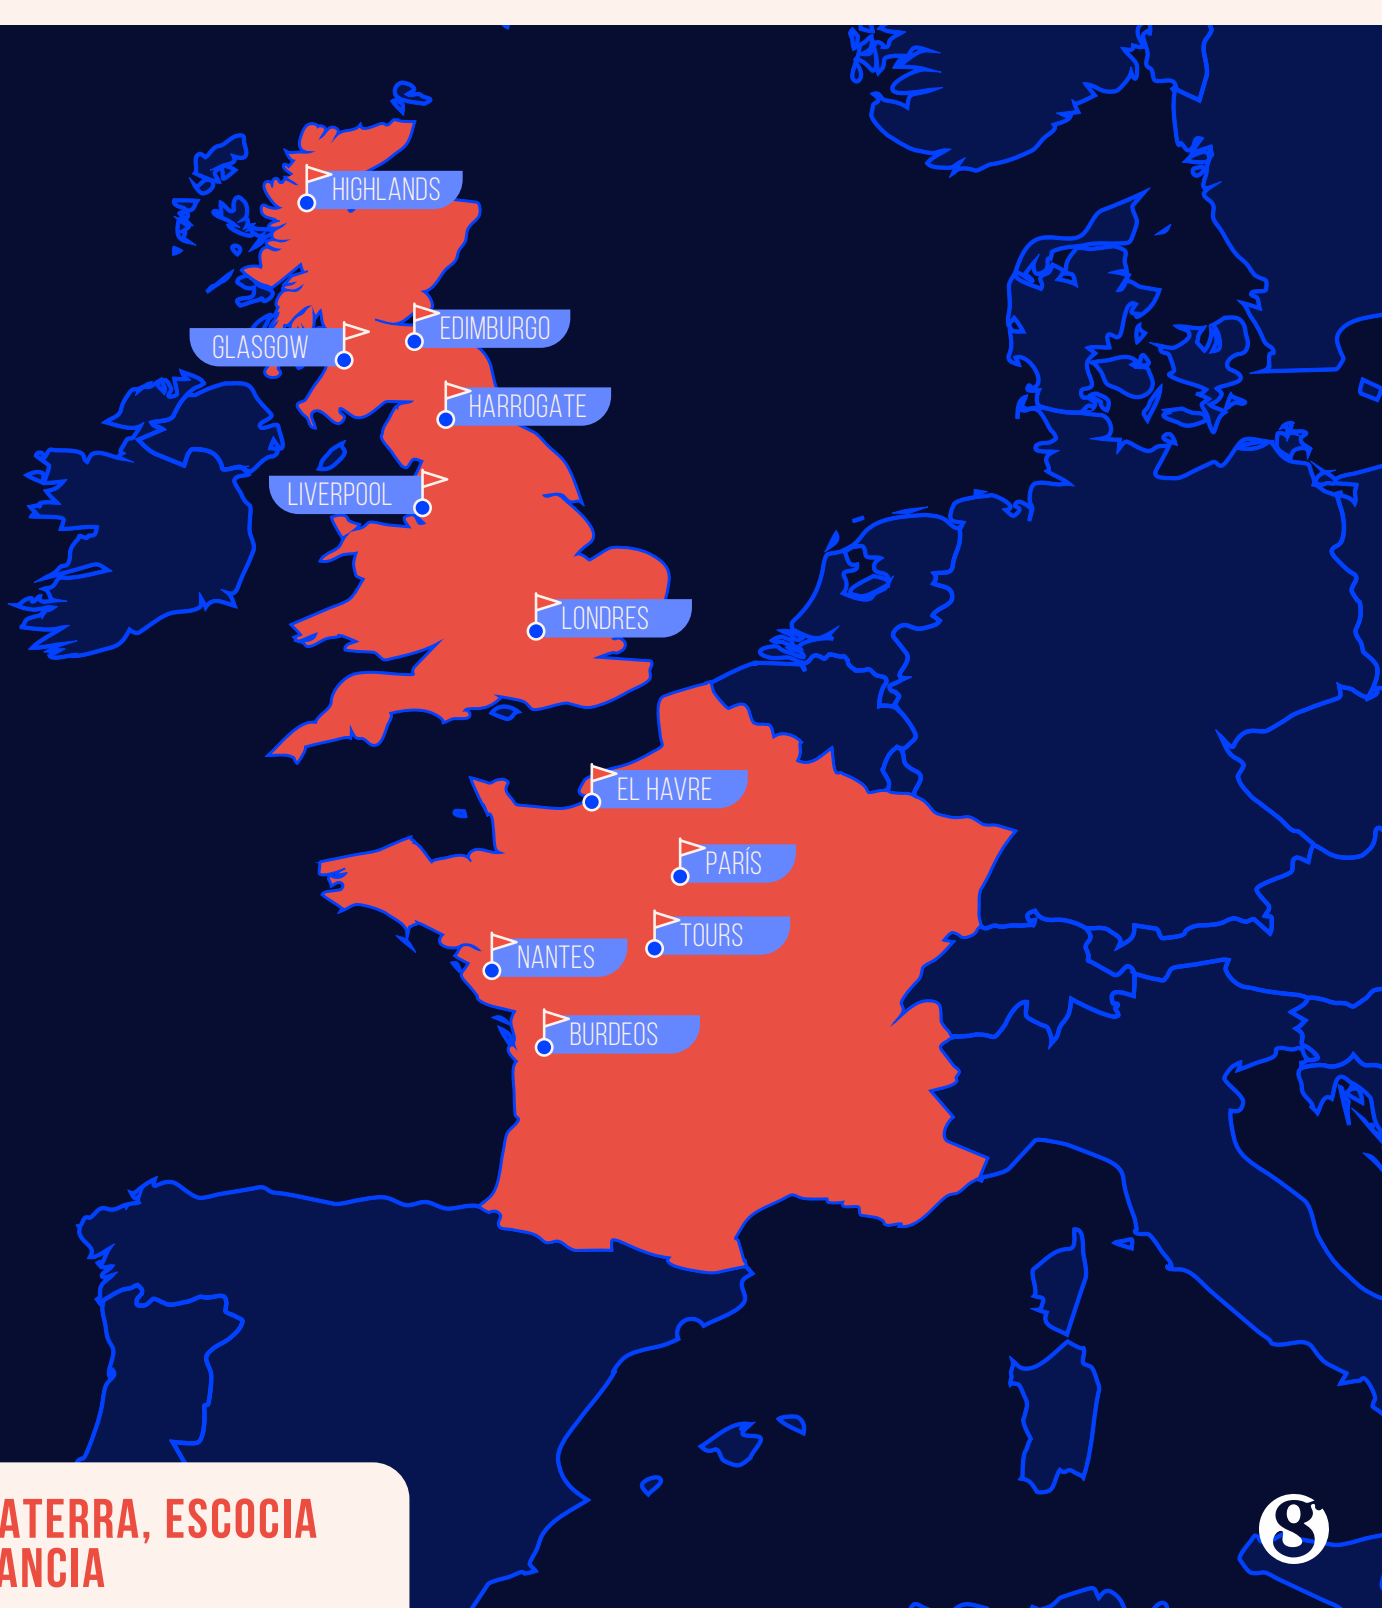 HIGHLANDS
EDIMBURGO
GLASGOW
HARROGATE
LIVERPOOL
LONDRES
EL HAVRE
PARÍS
TOURS
NANTES
BURDEOS
ATERRA, ESCOCIA
ANCIA
g